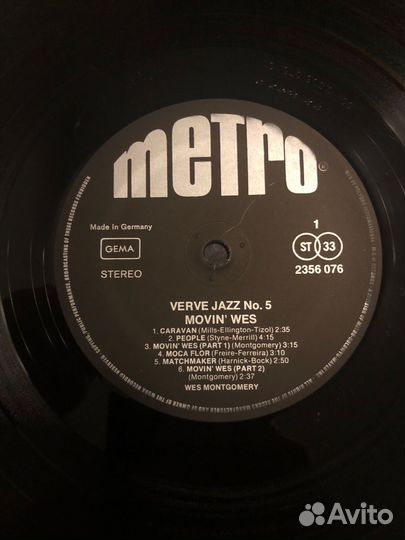 metro
Made in Germany
GEMA
STEREO
1
ST 33
2356 076
VERVE JAZZ No. 5
MOVIN' WES
1. CARAVAN (Mills-Ellington-Tizol) 2:35
2. PEOPLE (Styne-Merrill) 4:15
3. MOVIN' WES (PART 1) (Montgomery) 4:15
4. MOCA FLOR (Freire-Ferreira) 3:10
5. MATCHMAKER (Harnick-Bock) 2:50
6. MOVIN' WES (PART 2)
(Montgomery) 2:37
WES MONTGOMERY
Avito